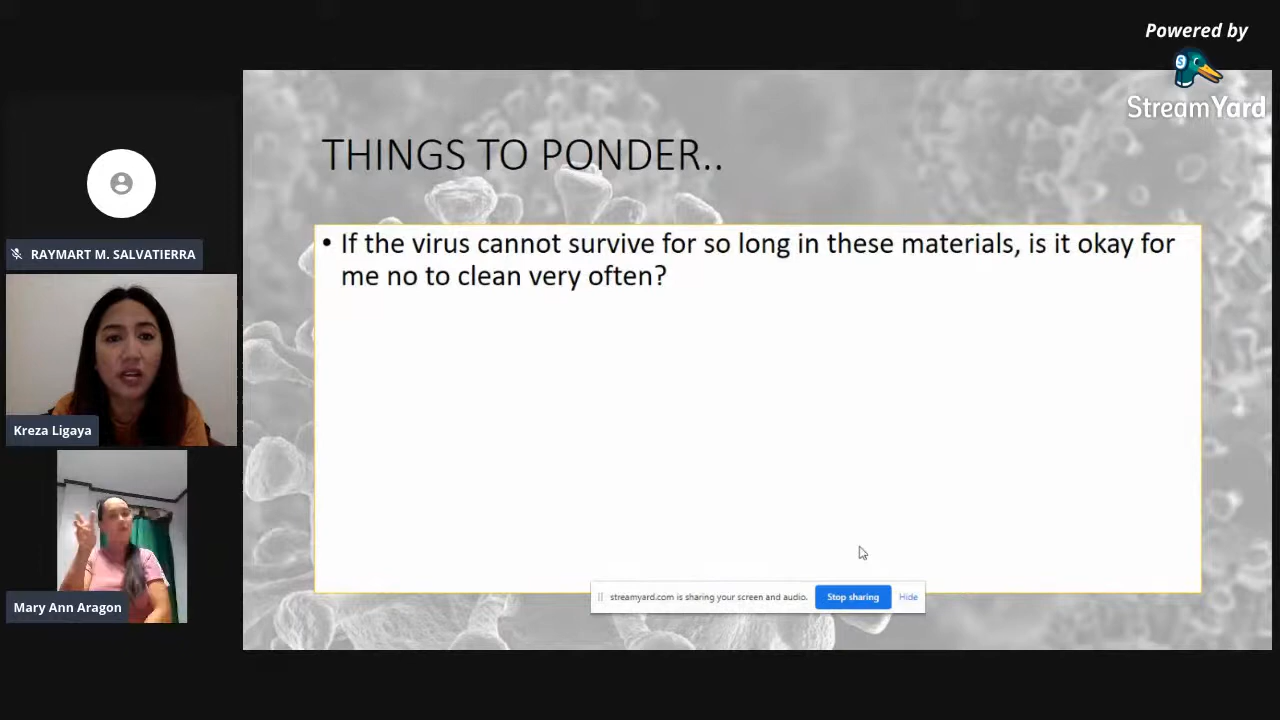 Powered by
StreamYard
THINGS TO PONDER..
• If the virus cannot survive for so long in these materials, is it okay for
me no to clean very often?
RAYMART M. SALVATIERRA
Kreza Ligaya
Mary Ann Aragon
streamyard.com is sharing your screen and audio.
Stop sharing
Hide